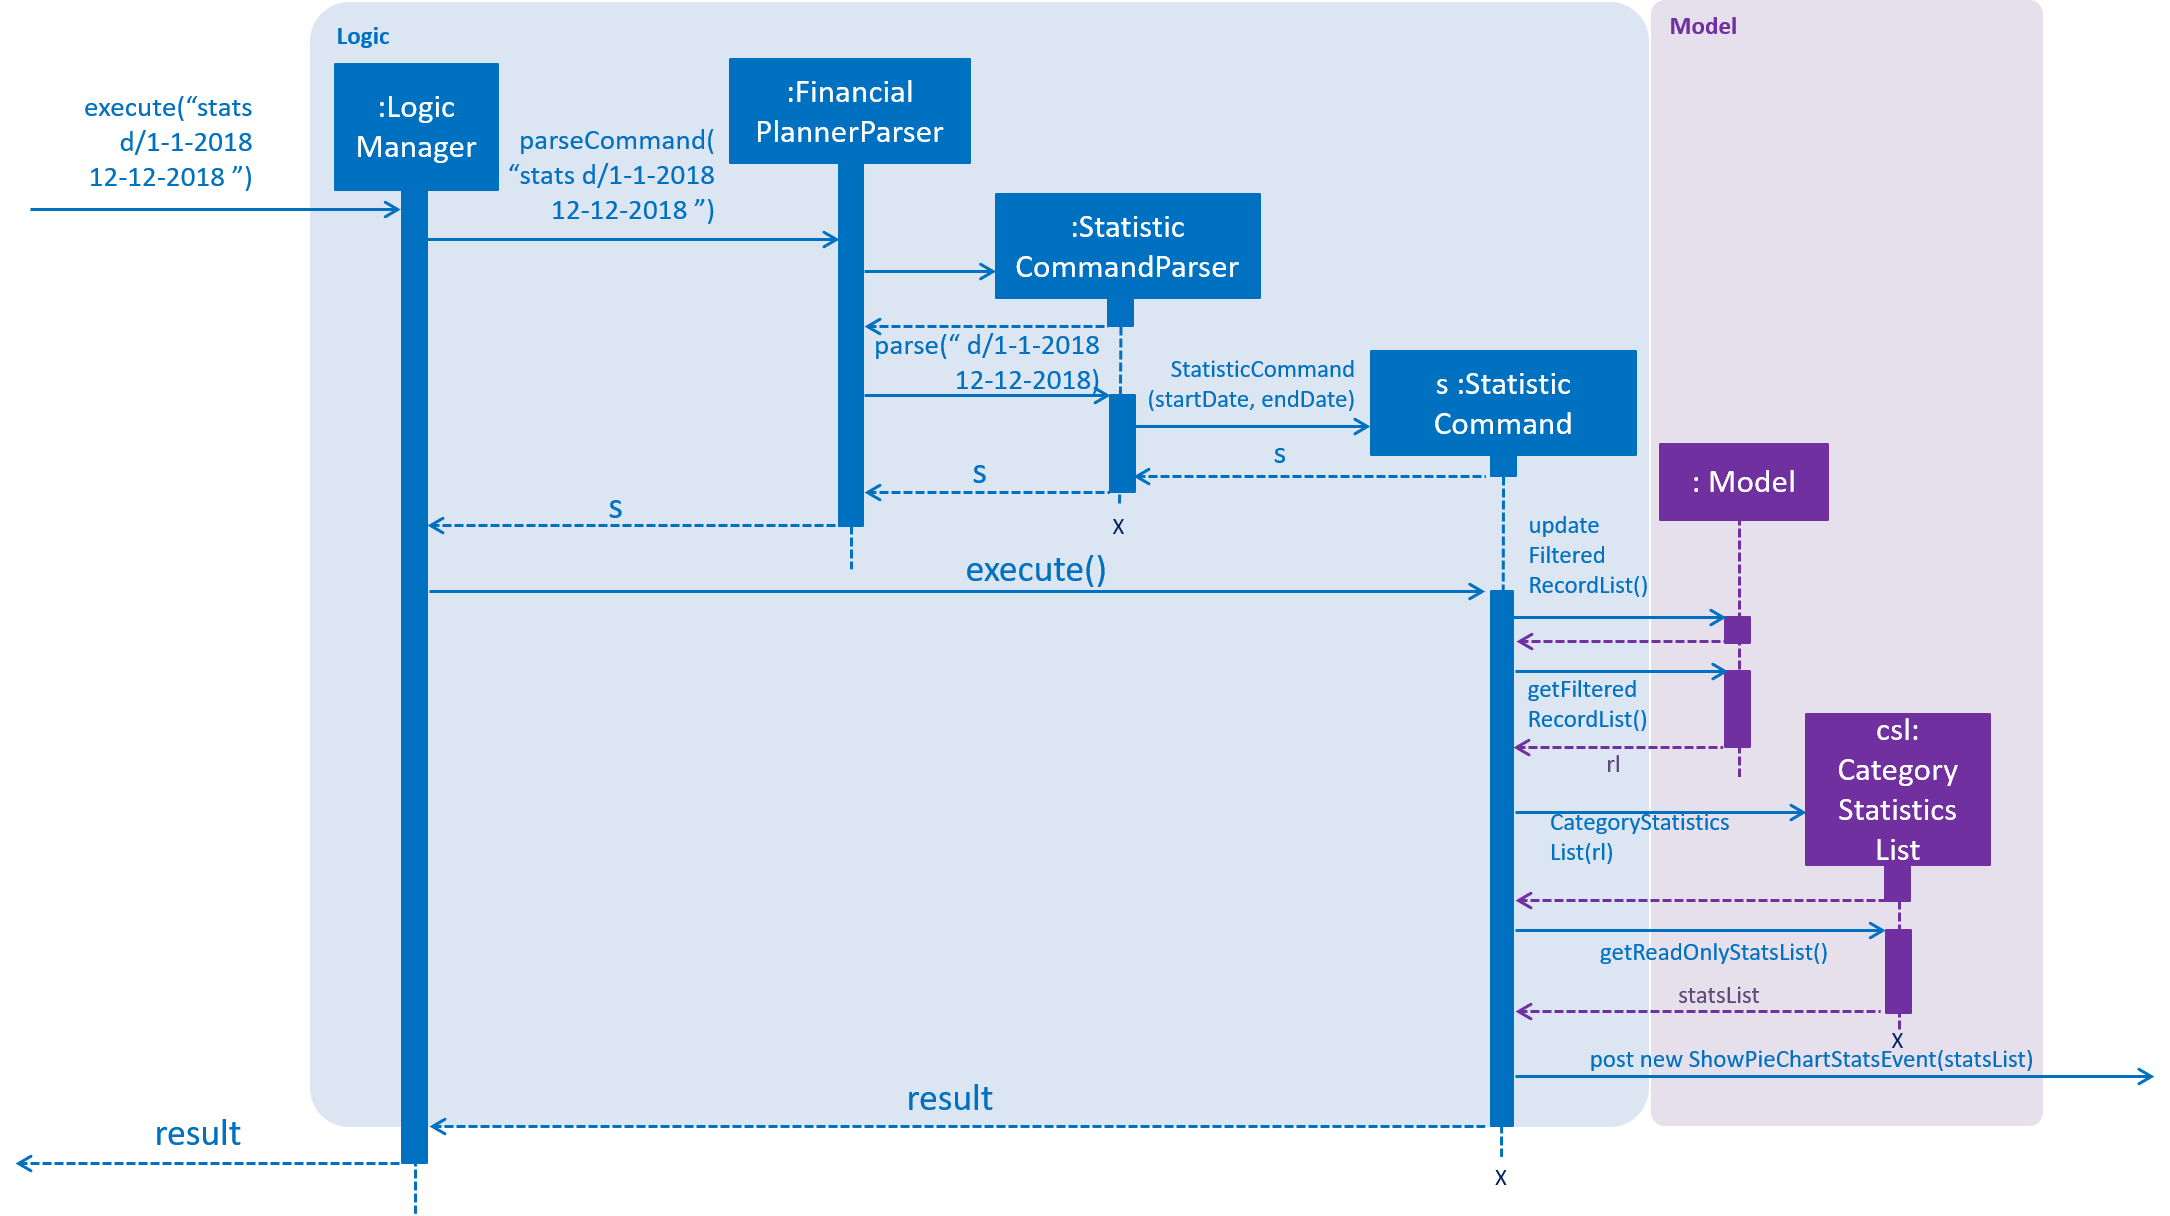 Logic
Model
:Logic
Manager
:Financial
PlannerParser
execute(“stats
d/1-1-2018
12-12-2018 ”)
parseCommand(
“stats d/1-1-2018
12-12-2018 ”)
:Statistic
CommandParser
parse(“ d/1-1-2018
12-12-2018)
StatisticCommand
(startDate, endDate)
s :Statistic
Command
s
s
s
X
: Model
update
Filtered
RecordList()
execute()
getFiltered
RecordList()
rl
csl:
Category
Statistics
List
CategoryStatistics
List(rl)
getReadOnlyStatsList()
statsList
X
post new ShowPieChartStatsEvent(statsList)
result
result
X